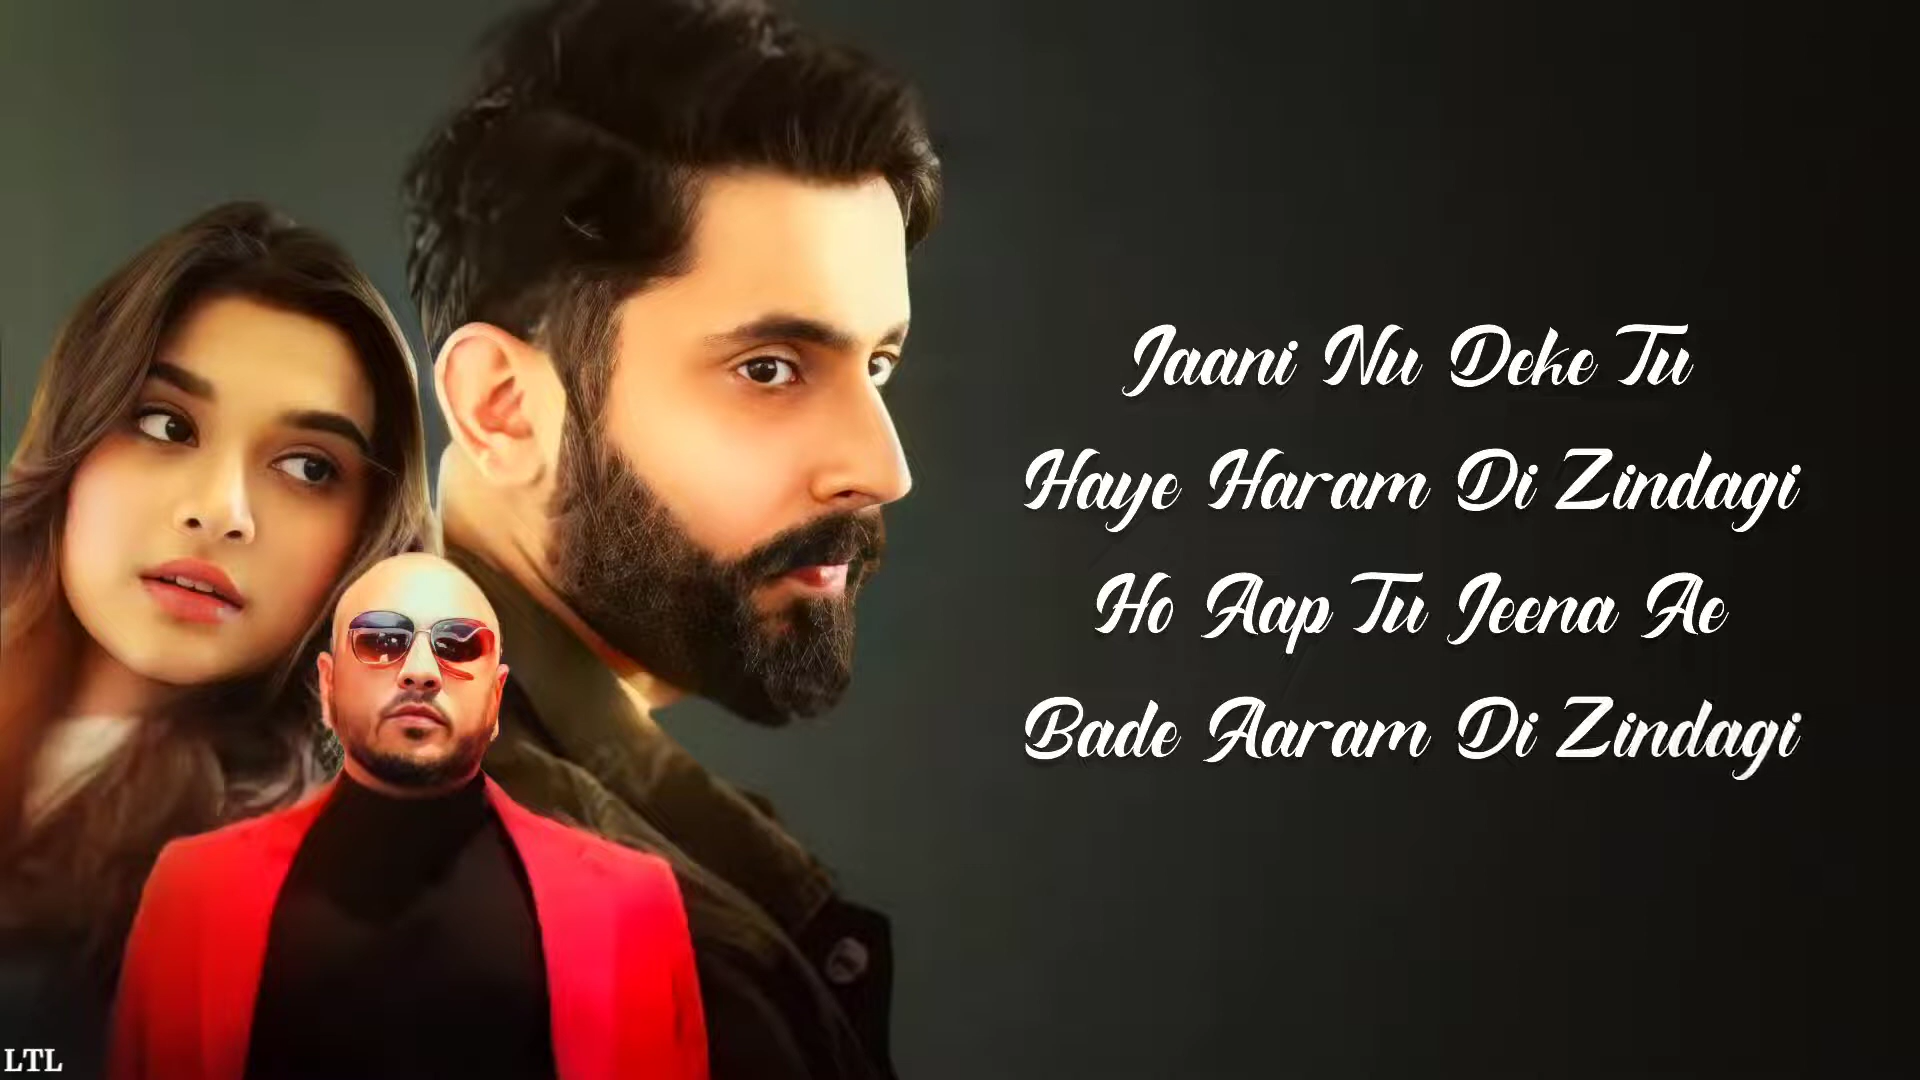 Jaani Nu Deke Tu
Haye Haram Di Zindagi
Ho Aap Tu Jeena Ae
Bade Aaram Di Zindagi
LTL